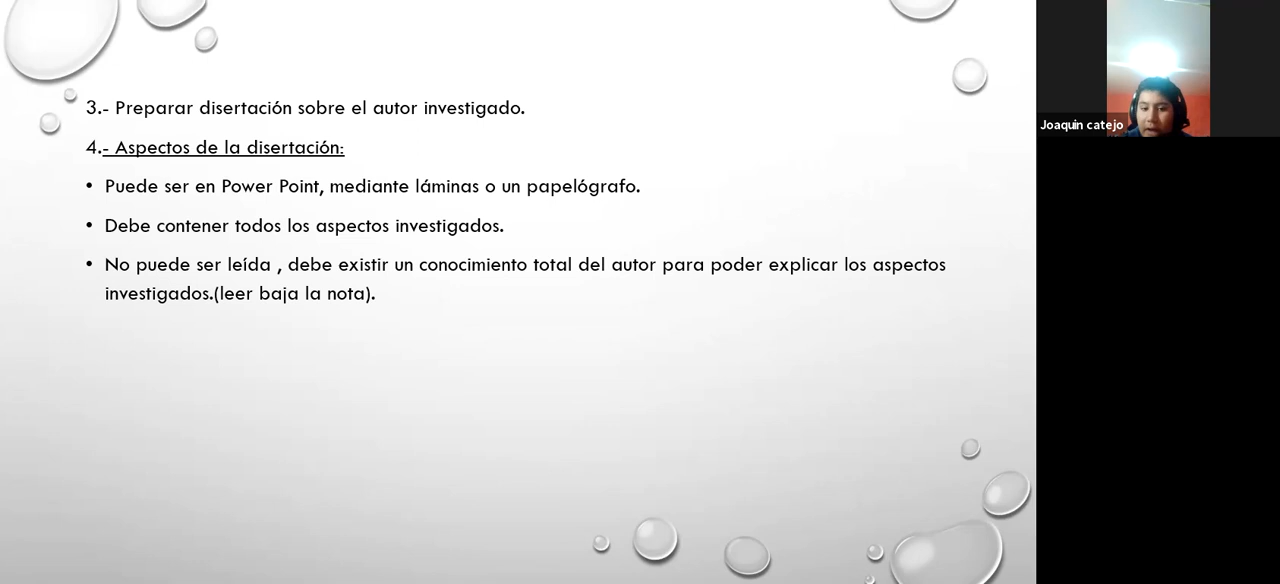 3.- Preparar disertación sobre el autor investigado.
4.- Aspectos de la disertación:
• Puede ser en Power Point, mediante láminas o un papelógrafo.
• Debe contener todos los aspectos investigados.
• No puede ser leída , debe existir un conocimiento total del autor para poder explicar los aspectos
investigados.(leer baja la nota).
Joaquin catejo